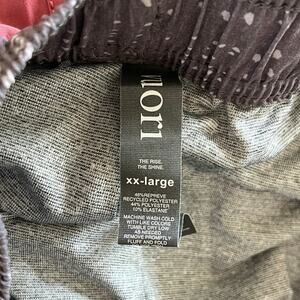 vuori
THE RISE.
THE SHINE.
xx-large
46%REPREVE
RECYCLED POLYESTER
44% POLYESTER
10% ELASTANE
MACHINE WASH COLD
WITH LIKE COLORS
TUMBLE DRY LOW
AS NEEDED
REMOVE PROMPTLY
FLUFF AND FOLD